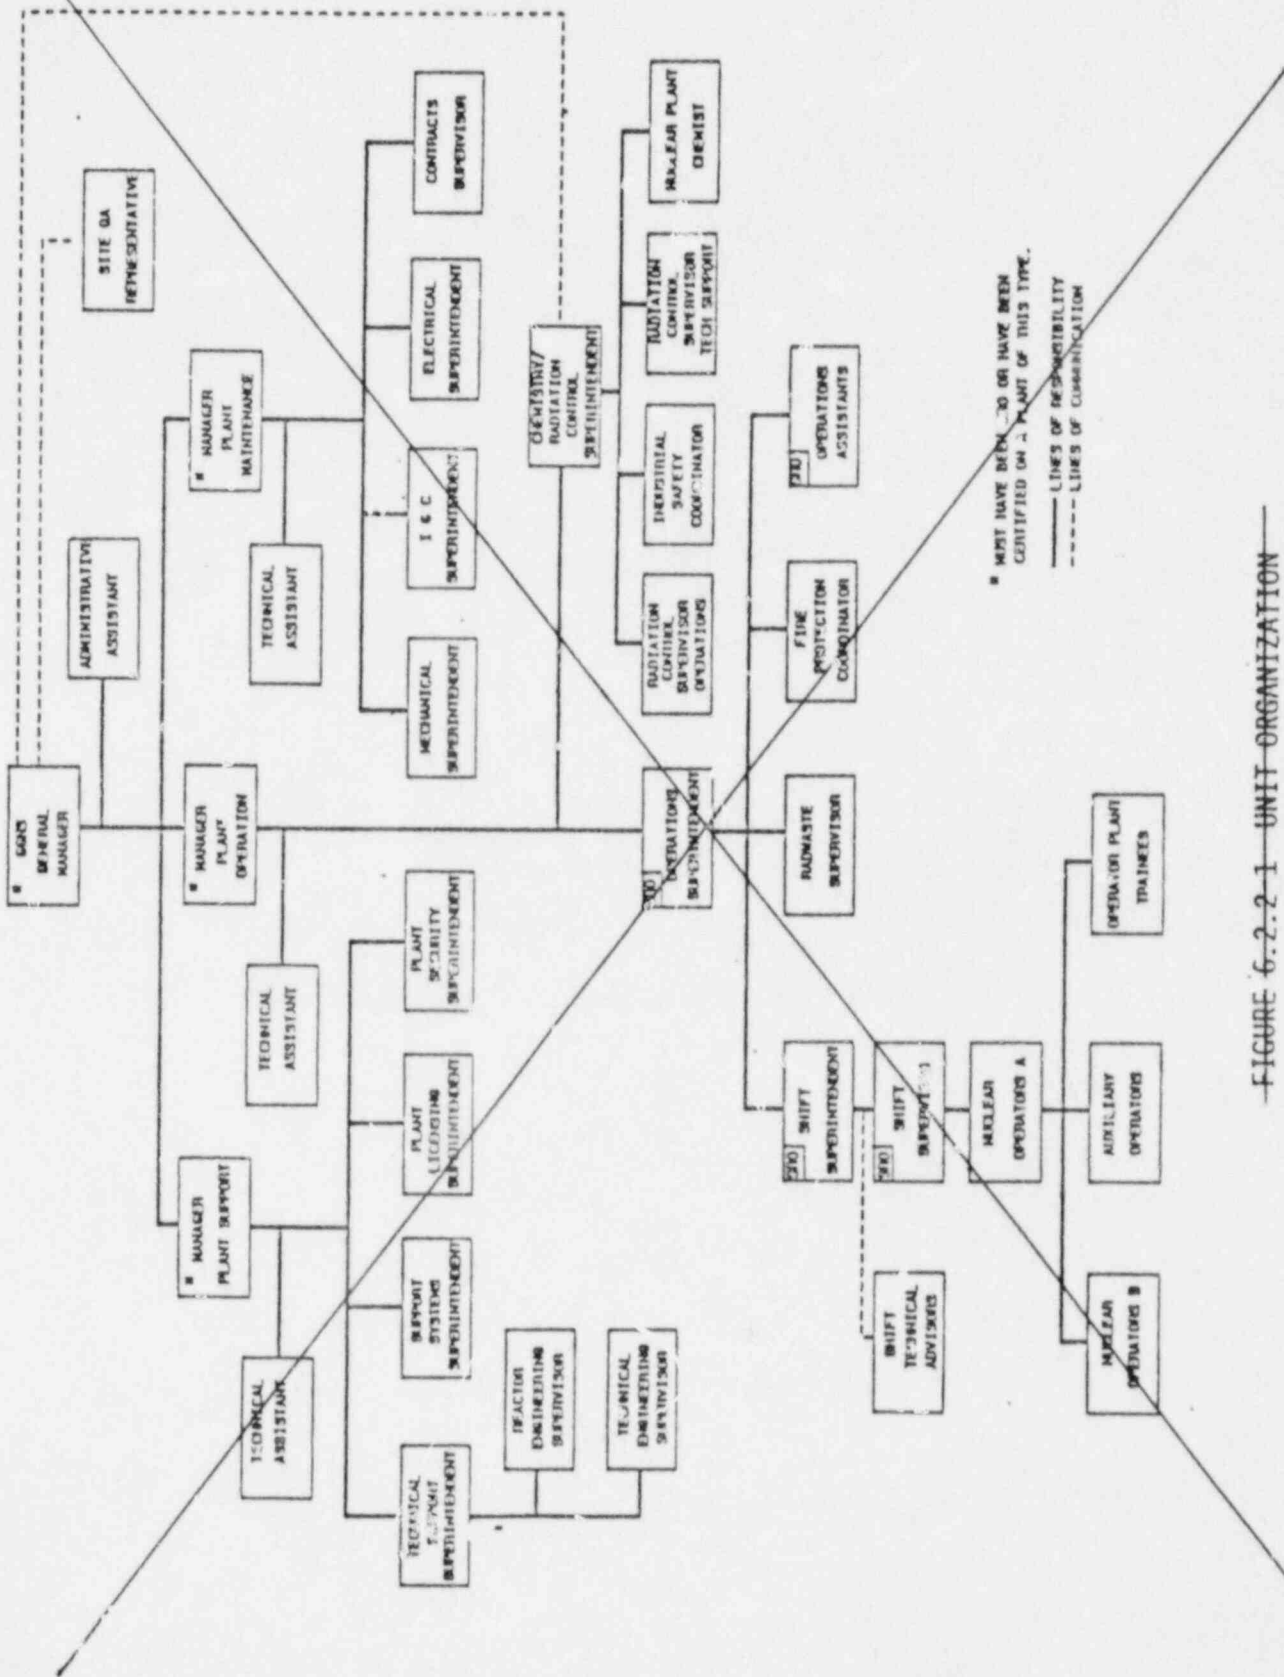 * GGNS
GENERAL
MANAGER
SITE QA
REPRESENTATIVE
ADMINISTRATIVE
ASSISTANT
* MANAGER
PLANT SUPPORT
* MANAGER
PLANT
OPERATION
* MANAGER
PLANT
MAINTENANCE
TECHNICAL
ASSISTANT
TECHNICAL
ASSISTANT
TECHNICAL
ASSISTANT
TECHNICAL
SUPPORT
SUPERINTENDENT
SUPPORT
SYSTEMS
SUPERINTENDENT
PLANT
LICENSING
SUPERINTENDENT
PLANT
SECURITY
SUPERINTENDENT
MECHANICAL
SUPERINTENDENT
I & C
SUPERINTENDENT
ELECTRICAL
SUPERINTENDENT
CONTRACTS
SUPERVISOR
REACTOR
ENGINEERING
SUPERVISOR
TECHNICAL
ENGINEERING
SUPERVISOR
CHEMISTRY/
RADIATION
CONTROL
SUPERINTENDENT
SRO
OPERATIONS
SUPERINTENDENT
RADIATION
CONTROL
SUPERVISOR
OPERATIONS
INDUSTRIAL
SAFETY
COORDINATOR
RADIATION
CONTROL
SUPERVISOR
TECH SUPPORT
NUCLEAR PLANT
CHEMIST
SRO
SHIFT
SUPERINTENDENT
RADWASTE
SUPERVISOR
FIRE
PROTECTION
COORDINATOR
SRO
OPERATIONS
ASSISTANTS
SHIFT
TECHNICAL
ADVISORS
SRO
SHIFT
SUPERVISOR
NUCLEAR
OPERATORS A
NUCLEAR
OPERATORS B
AUXILIARY
OPERATORS
OPERATOR PLANT
TRAINEES
* MUST HAVE BEEN SRO OR HAVE BEEN
CERTIFIED ON A PLANT OF THIS TYPE.
LINES OF RESPONSIBILITY
LINES OF COMMUNICATION
FIGURE 6.2.2-1 UNIT ORGANIZATION